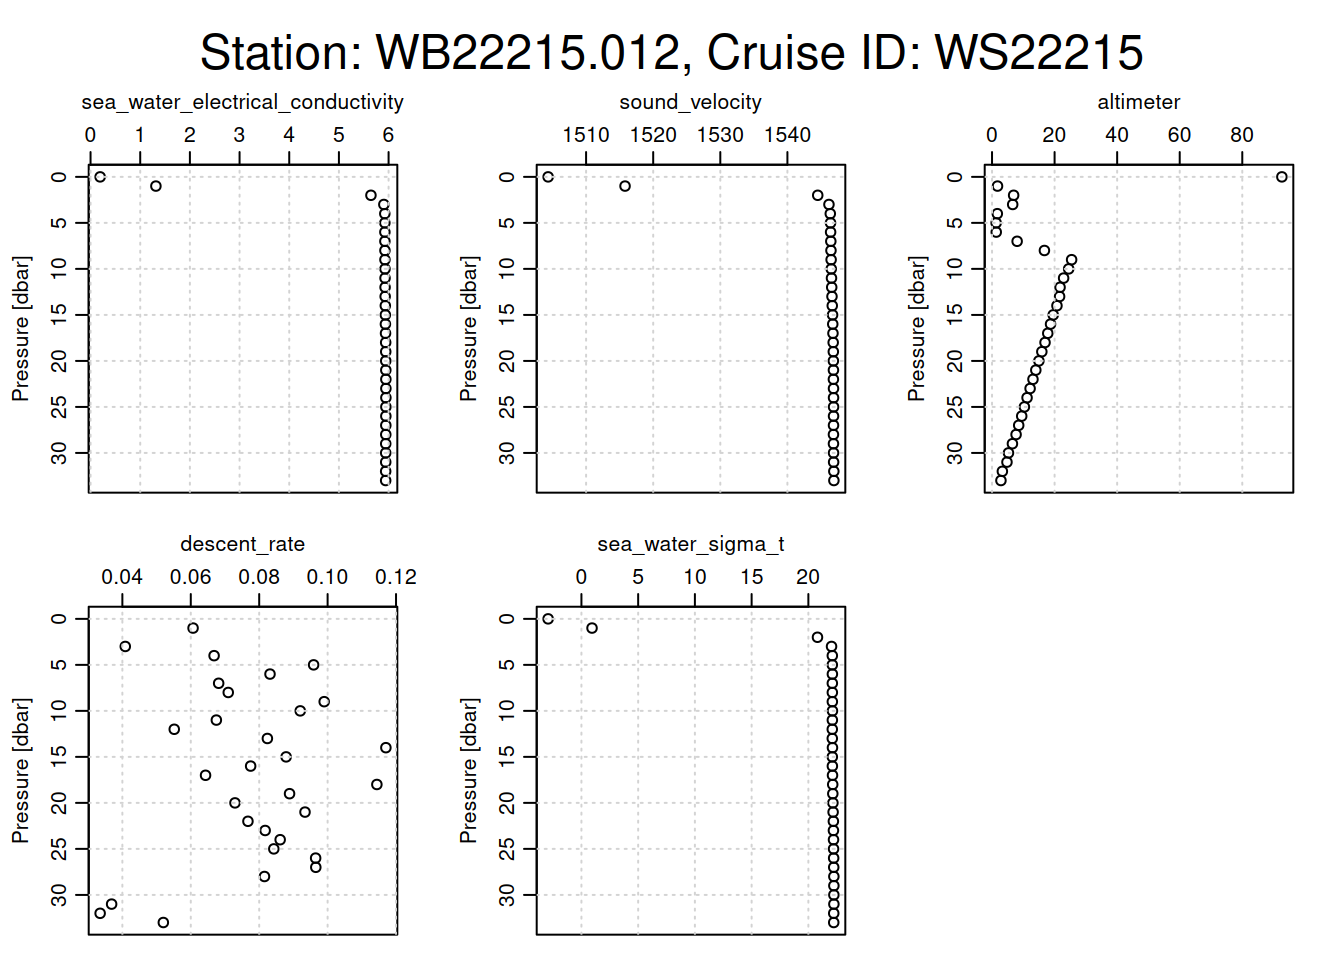 Station: WB22215.012, Cruise ID: WS22215
sea_water_electrical_conductivity
0 1 2 3 4 5 6
Pressure [dbar]
0 5 10 15 20 25 30
sound_velocity
1510 1520 1530 1540
Pressure [dbar]
0 5 10 15 20 25 30
altimeter
0 20 40 60 80
Pressure [dbar]
0 5 10 15 20 25 30
descent_rate
0.04 0.06 0.08 0.10 0.12
Pressure [dbar]
0 5 10 15 20 25 30
sea_water_sigma_t
0 5 10 15 20
Pressure [dbar]
0 5 10 15 20 25 30